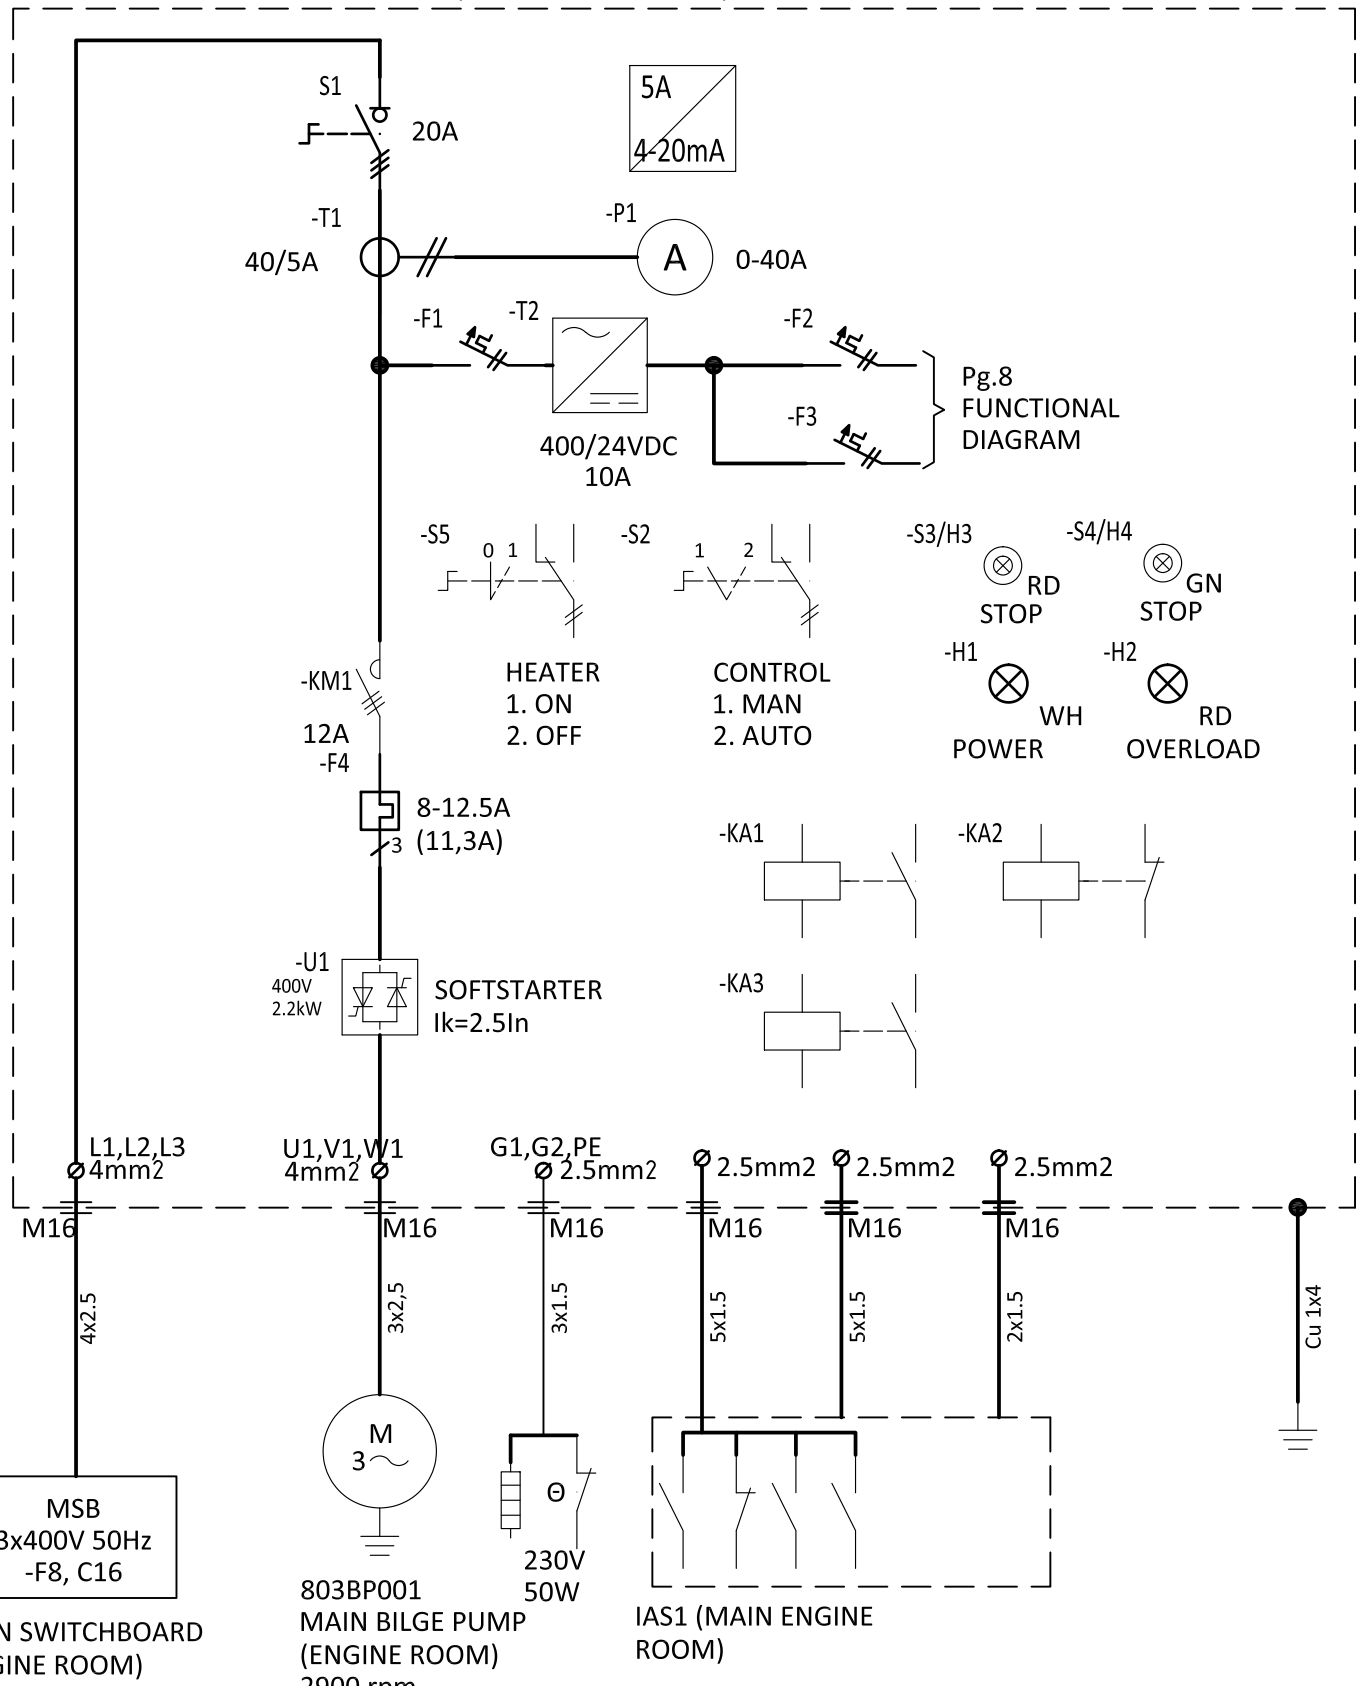 S1
5A
4-20mA
20A
-T1
-P1
40/5A
A
0-40A
-F1
-T2
-F2
Pg.8
FUNCTIONAL
DIAGRAM
-F3
400/24VDC
10A
-S5
0 1
-S2
1 2
-S3/H3
-S4/H4
RD
STOP
GN
STOP
HEATER
1. ON
2. OFF
CONTROL
1. MAN
2. AUTO
-H1
WH
POWER
-H2
RD
OVERLOAD
-KM1
12A
-F4
8-12.5A
(11,3A)
3
-KA1
-KA2
-U1
400V
2.2kW
SOFTSTARTER
Ik=2.5In
-KA3
L1,L2,L3
4mm2
U1,V1,W1
4mm2
G1,G2,PE
2.5mm2
2.5mm2
2.5mm2
2.5mm2
M16
M16
M16
M16
M16
M16
4x2.5
3x2,5
3x1.5
5x1.5
5x1.5
2x1.5
Cu 1x4
M
3
Θ
MSB
3x400V 50Hz
-F8, C16
N SWITCHBOARD
GINE ROOM)
803BP001
MAIN BILGE PUMP
(ENGINE ROOM)
2900 rpm
230V
50W
IAS1 (MAIN ENGINE
ROOM)